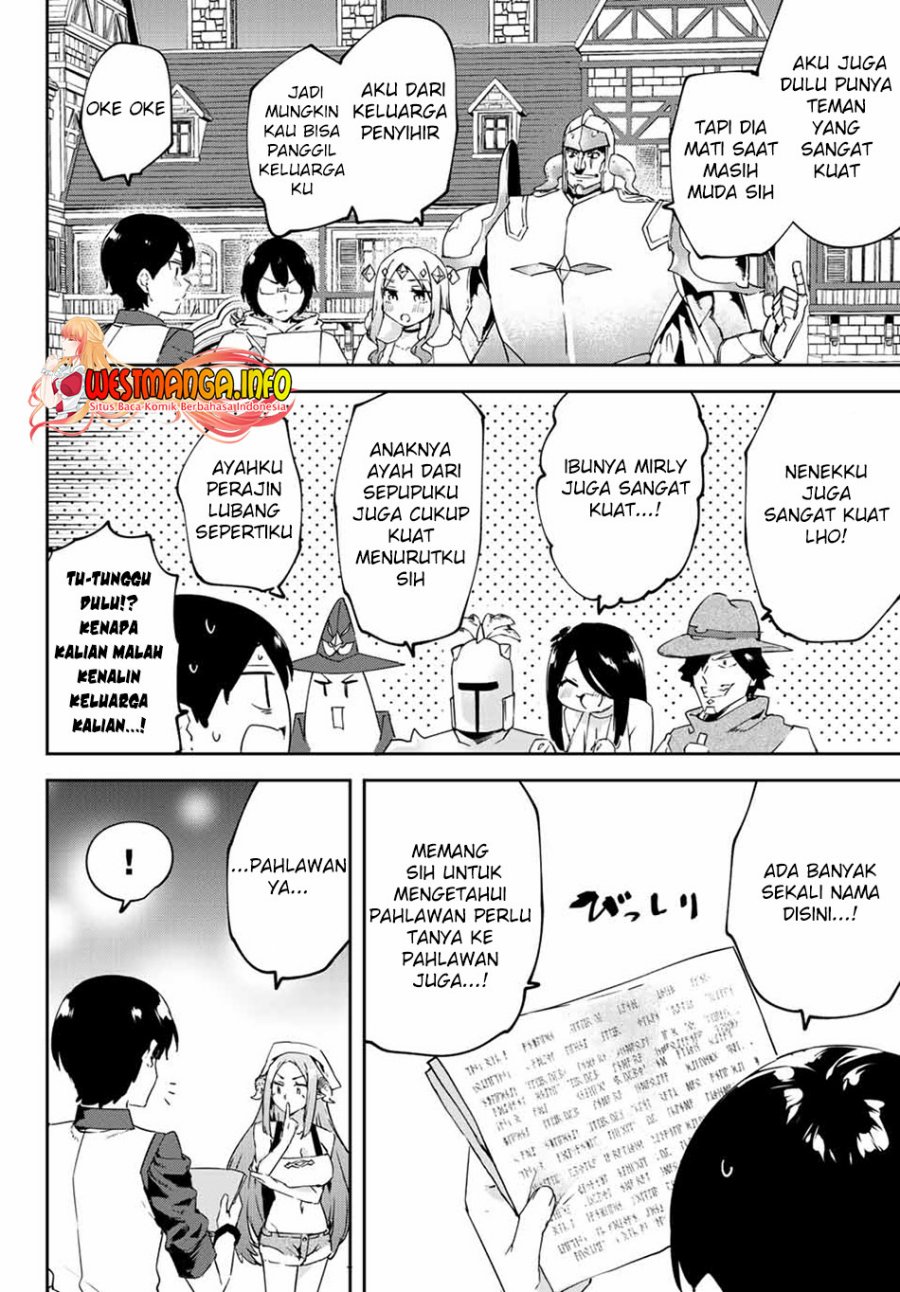 AKU JUGA
DULU PUNYA
TEMAN
YANG
SANGAT
KUAT
TAPI DIA
MATI SAAT
MASIH
MUDA SIH
AKU DARI
KELUARGA
PENYIHIR
JADI
MUNGKIN
KAU BISA
PANGGIL
KELUARGA
KU
OKE OKE
WESTMANGA.INFO
Situs Baca Komik Berbahasa Indonesia
NENEKKU
JUGA
SANGAT KUAT
LHO!
IBUNYA MIRLY
JUGA SANGAT
KUAT...!
ANAKNYA
AYAH DARI
SEPUPUKU
JUGA CUKUP
KUAT
MENURUTKU
SIH
AYAHKU
PERAJIN
LUBANG
SEPERTIKU
TU-TUNGGU
DULU!?
KENAPA
KALIAN MALAH
KENALIN
KELUARGA
KALIAN...!
ADA BANYAK
SEKALI NAMA
DISINI...!
びっしり
MEMANG
SIH UNTUK
MENGETAHUI
PAHLAWAN PERLU
TANYA KE
PAHLAWAN
JUGA...!
...PAHLAWAN
YA...
!